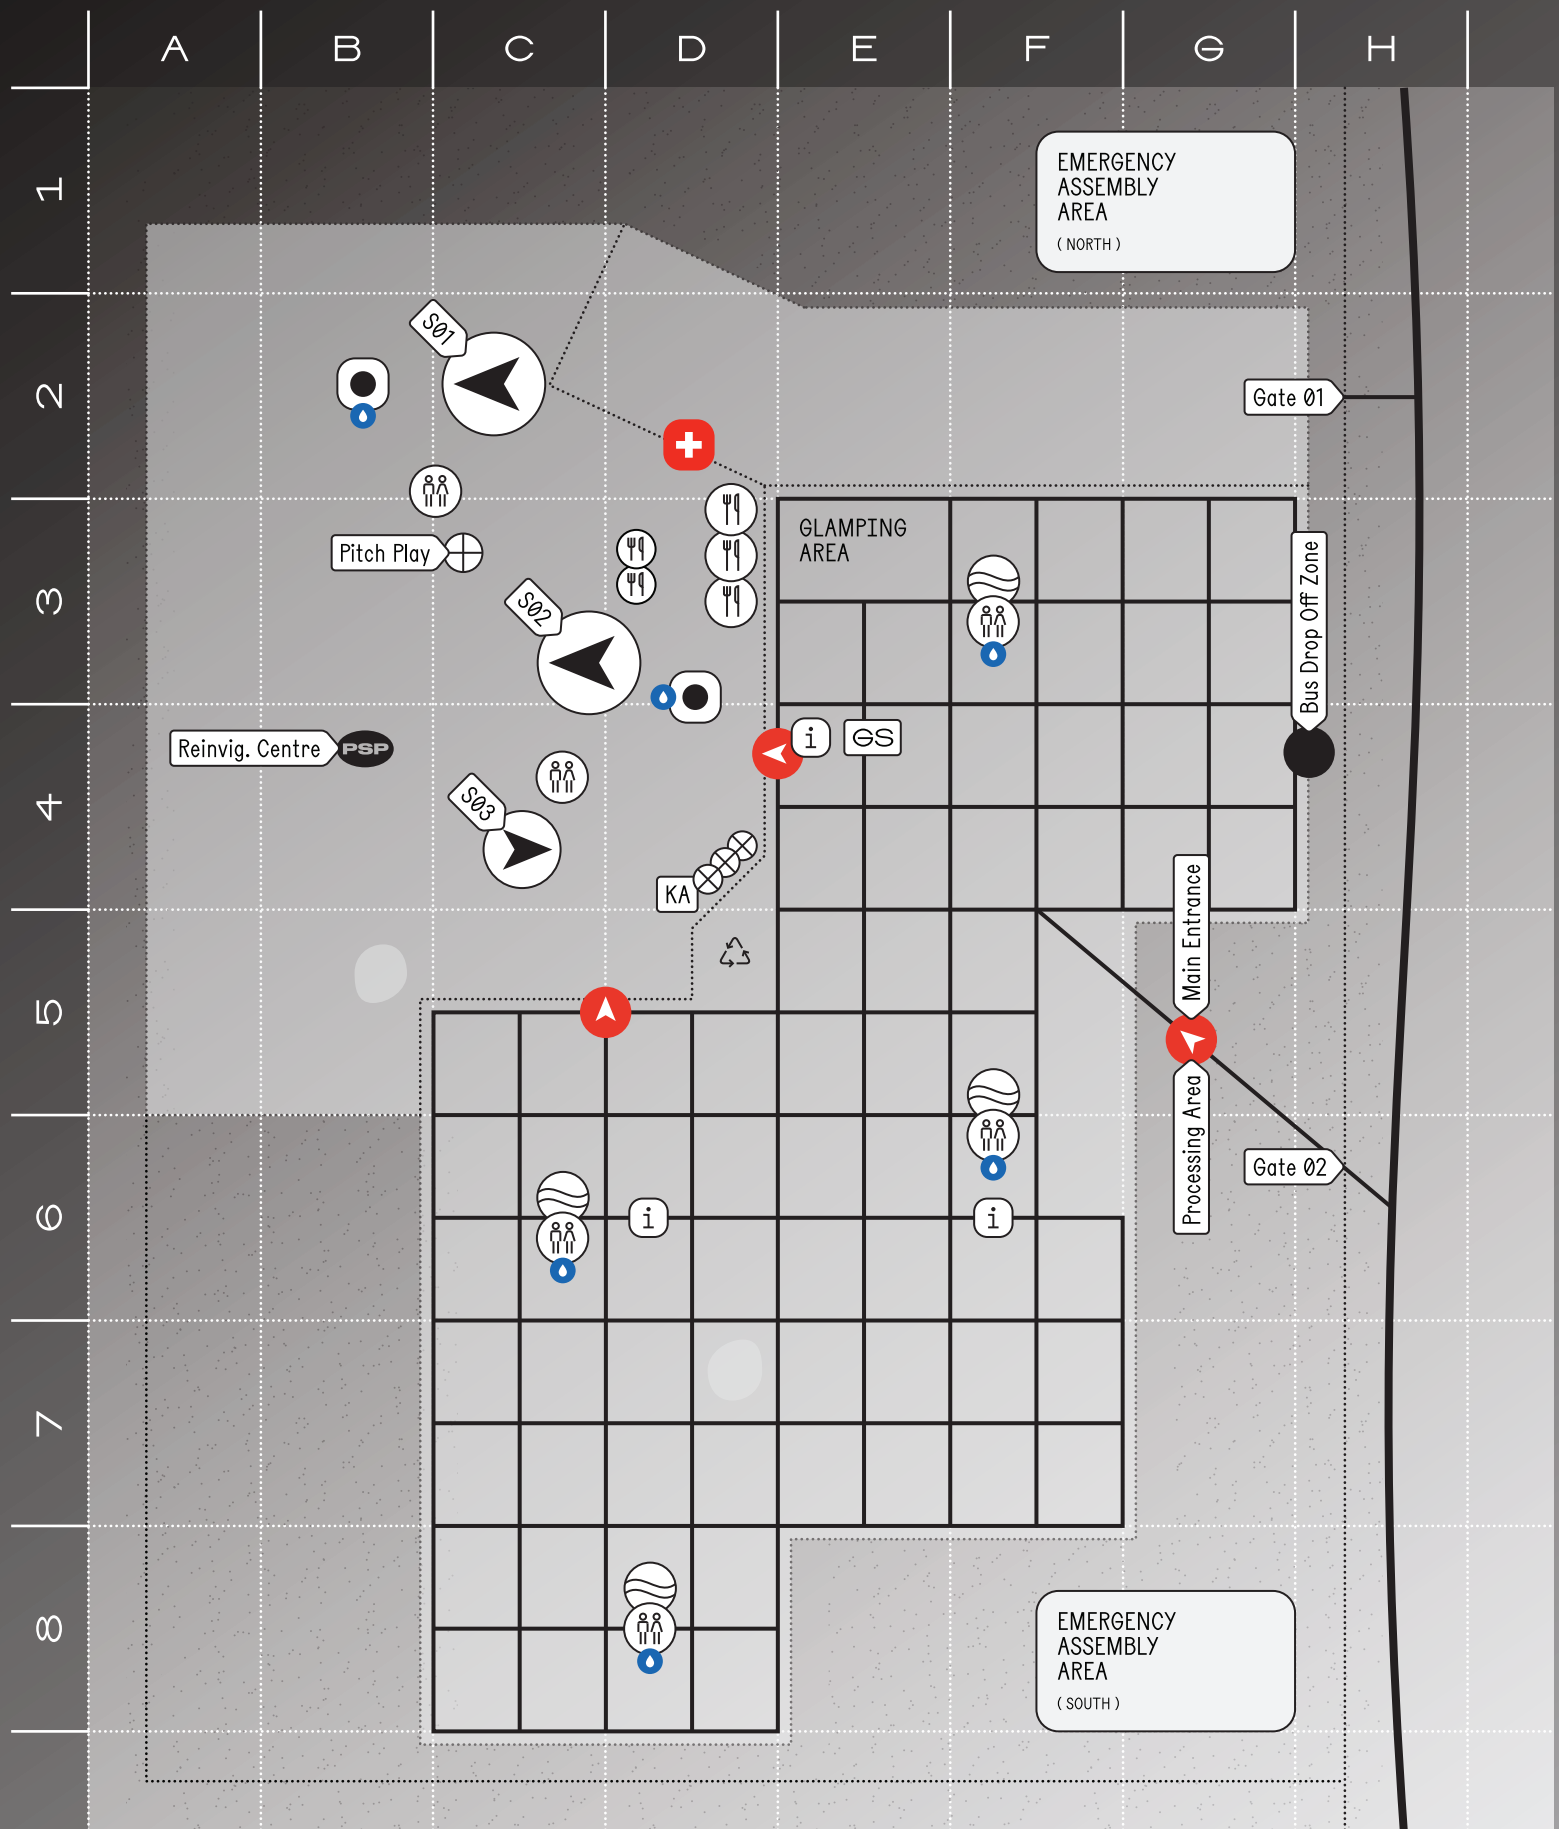 A B C D E F G H
1
EMERGENCY
ASSEMBLY
AREA
( NORTH )
2
S01
Gate 01
3
GLAMPING
AREA
Pitch Play
S02
Bus Drop Off Zone
4
Reinvig. Centre
PSP
i
GS
S03
KA
Main Entrance
5
Processing Area
Gate 02
6
i
i
7
8
EMERGENCY
ASSEMBLY
AREA
( SOUTH )